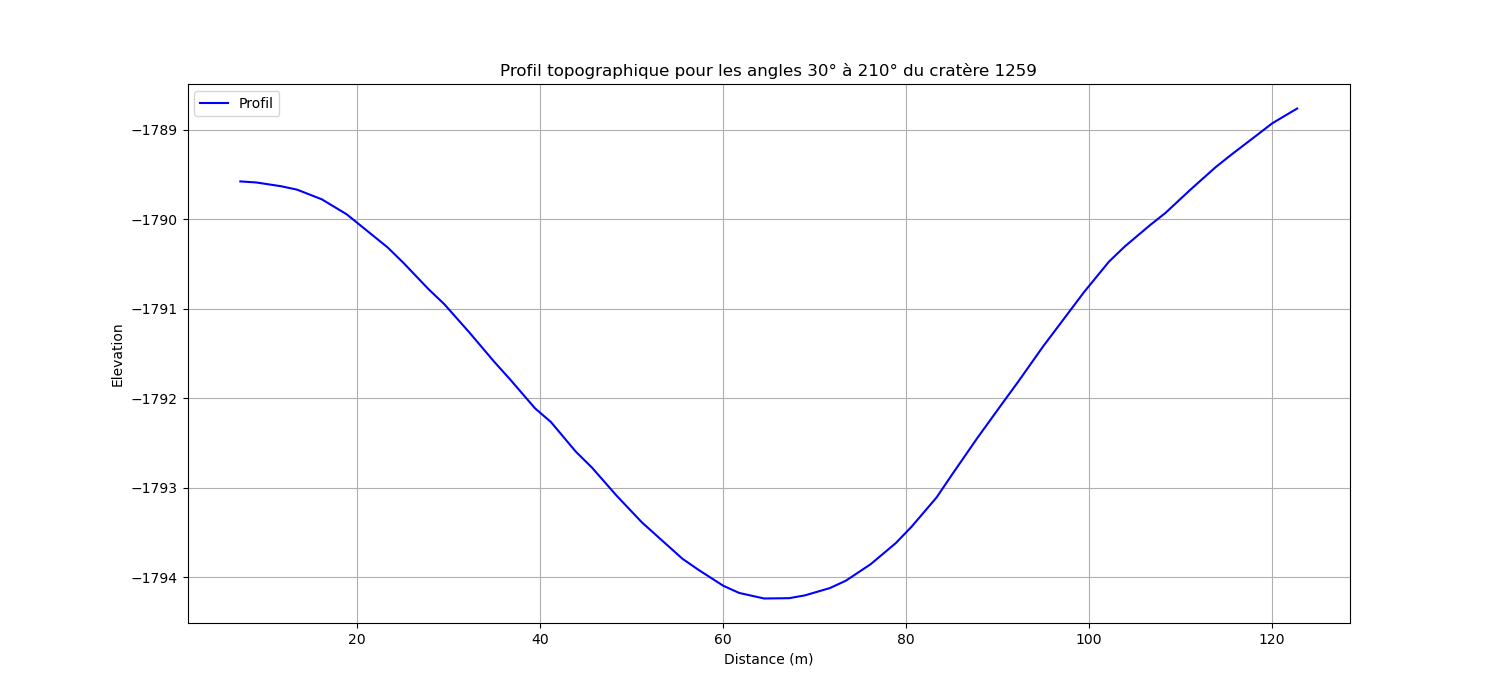 Profil topographique pour les angles 30° à 210° du cratère 1259
Profil
−1789
−1790
−1791
−1792
−1793
−1794
Elevation
20 40 60 80 100 120
Distance (m)